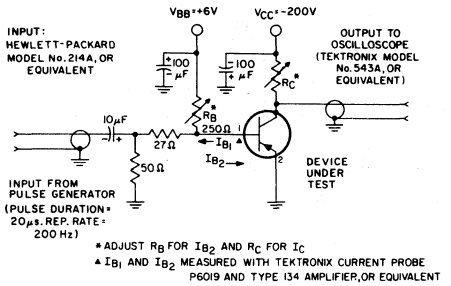 INPUT:
HEWLETT-PACKARD
MODEL No.214A, OR
EQUIVALENT
VBB=+6V
VCC=-200V
OUTPUT TO
OSCILLOSCOPE
(TEKTRONIX MODEL
No.543A, OR
EQUIVALENT)
+ 100
- μF
- 100
+ μF
RB*
RC*
10μF
+
27Ω
250Ω
50Ω
IB1 ▲
IB2
1
2
DEVICE
UNDER
TEST
INPUT FROM
PULSE GENERATOR
(PULSE DURATION=
20μs. REP. RATE=
200 Hz)
* ADJUST RB FOR IB2 AND RC FOR IC
▲ IB1 AND IB2 MEASURED WITH TEKTRONIX CURRENT PROBE
P6019 AND TYPE 134 AMPLIFIER, OR EQUIVALENT